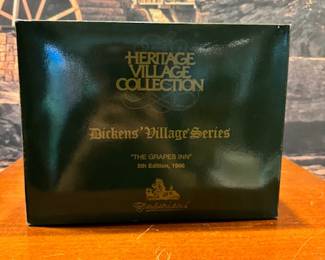 HERITAGE
VILLAGE
COLLECTION
Dickens' Village Series
"THE GRAPES INN"
5th Edition, 1996